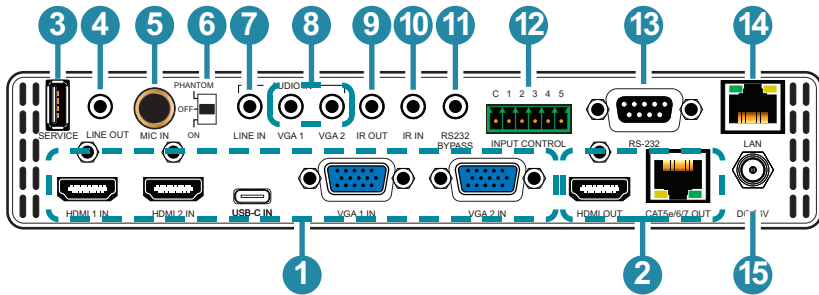 3 4 5 6 7 8 9 10 11 12 13 14
PHANTOM
OFF
ON
SERVICE LINE OUT MIC IN
LINE IN VGA 1 VGA 2 IR OUT IR IN RS232 BYPASS
C 1 2 3 4 5
INPUT CONTROL
RS-232
LAN
HDMI 1 IN HDMI 2 IN USB-C IN VGA 1 IN VGA 2 IN
HDMI OUT CAT5e/6/7 OUT
1 2 15